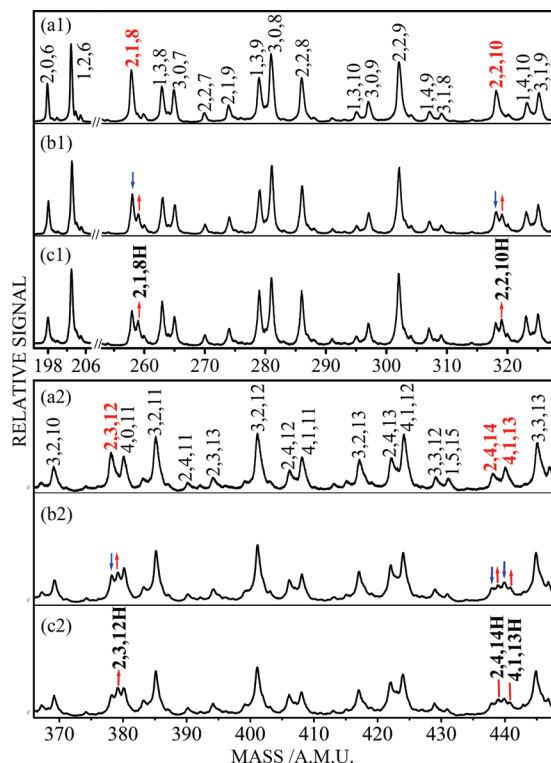 RELATIVE SIGNAL
(a1)
2,0,6
1,2,6
2,1,8
1,3,8
3,0,7
2,2,7
2,1,9
1,3,9
3,0,8
2,2,8
1,3,10
3,0,9
2,2,9
1,4,9
3,1,8
2,2,10
1,4,10
3,1,9
//
(b1)
//
(c1)
2,1,8H
2,2,10H
//
198 206 260 270 280 290 300 310 320
(a2)
3,2,10
2,3,12
4,0,11
3,2,11
2,4,11
2,3,13
3,2,12
2,4,12
4,1,11
3,2,13
2,4,13
4,1,12
3,3,12
1,5,15
2,4,14
4,1,13
3,3,13
(b2)
(c2)
2,3,12H
2,4,14H
4,1,13H
370 380 390 400 410 420 430 440
MASS /A.M.U.